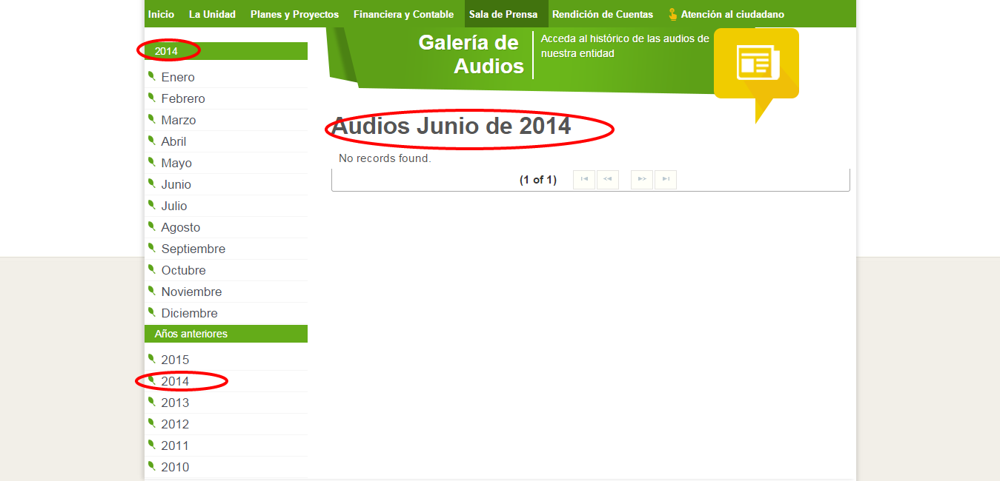 Inicio La Unidad Planes y Proyectos Financiera y Contable Sala de Prensa Rendición de Cuentas Atención al ciudadano
2014
Enero
Febrero
Marzo
Abril
Mayo
Junio
Julio
Agosto
Septiembre
Octubre
Noviembre
Diciembre
Años anteriores
2015
2014
2013
2012
2011
2010
Galería de
Audios
Acceda al histórico de las audios de
nuestra entidad
Audios Junio de 2014
No records found.
(1 of 1)